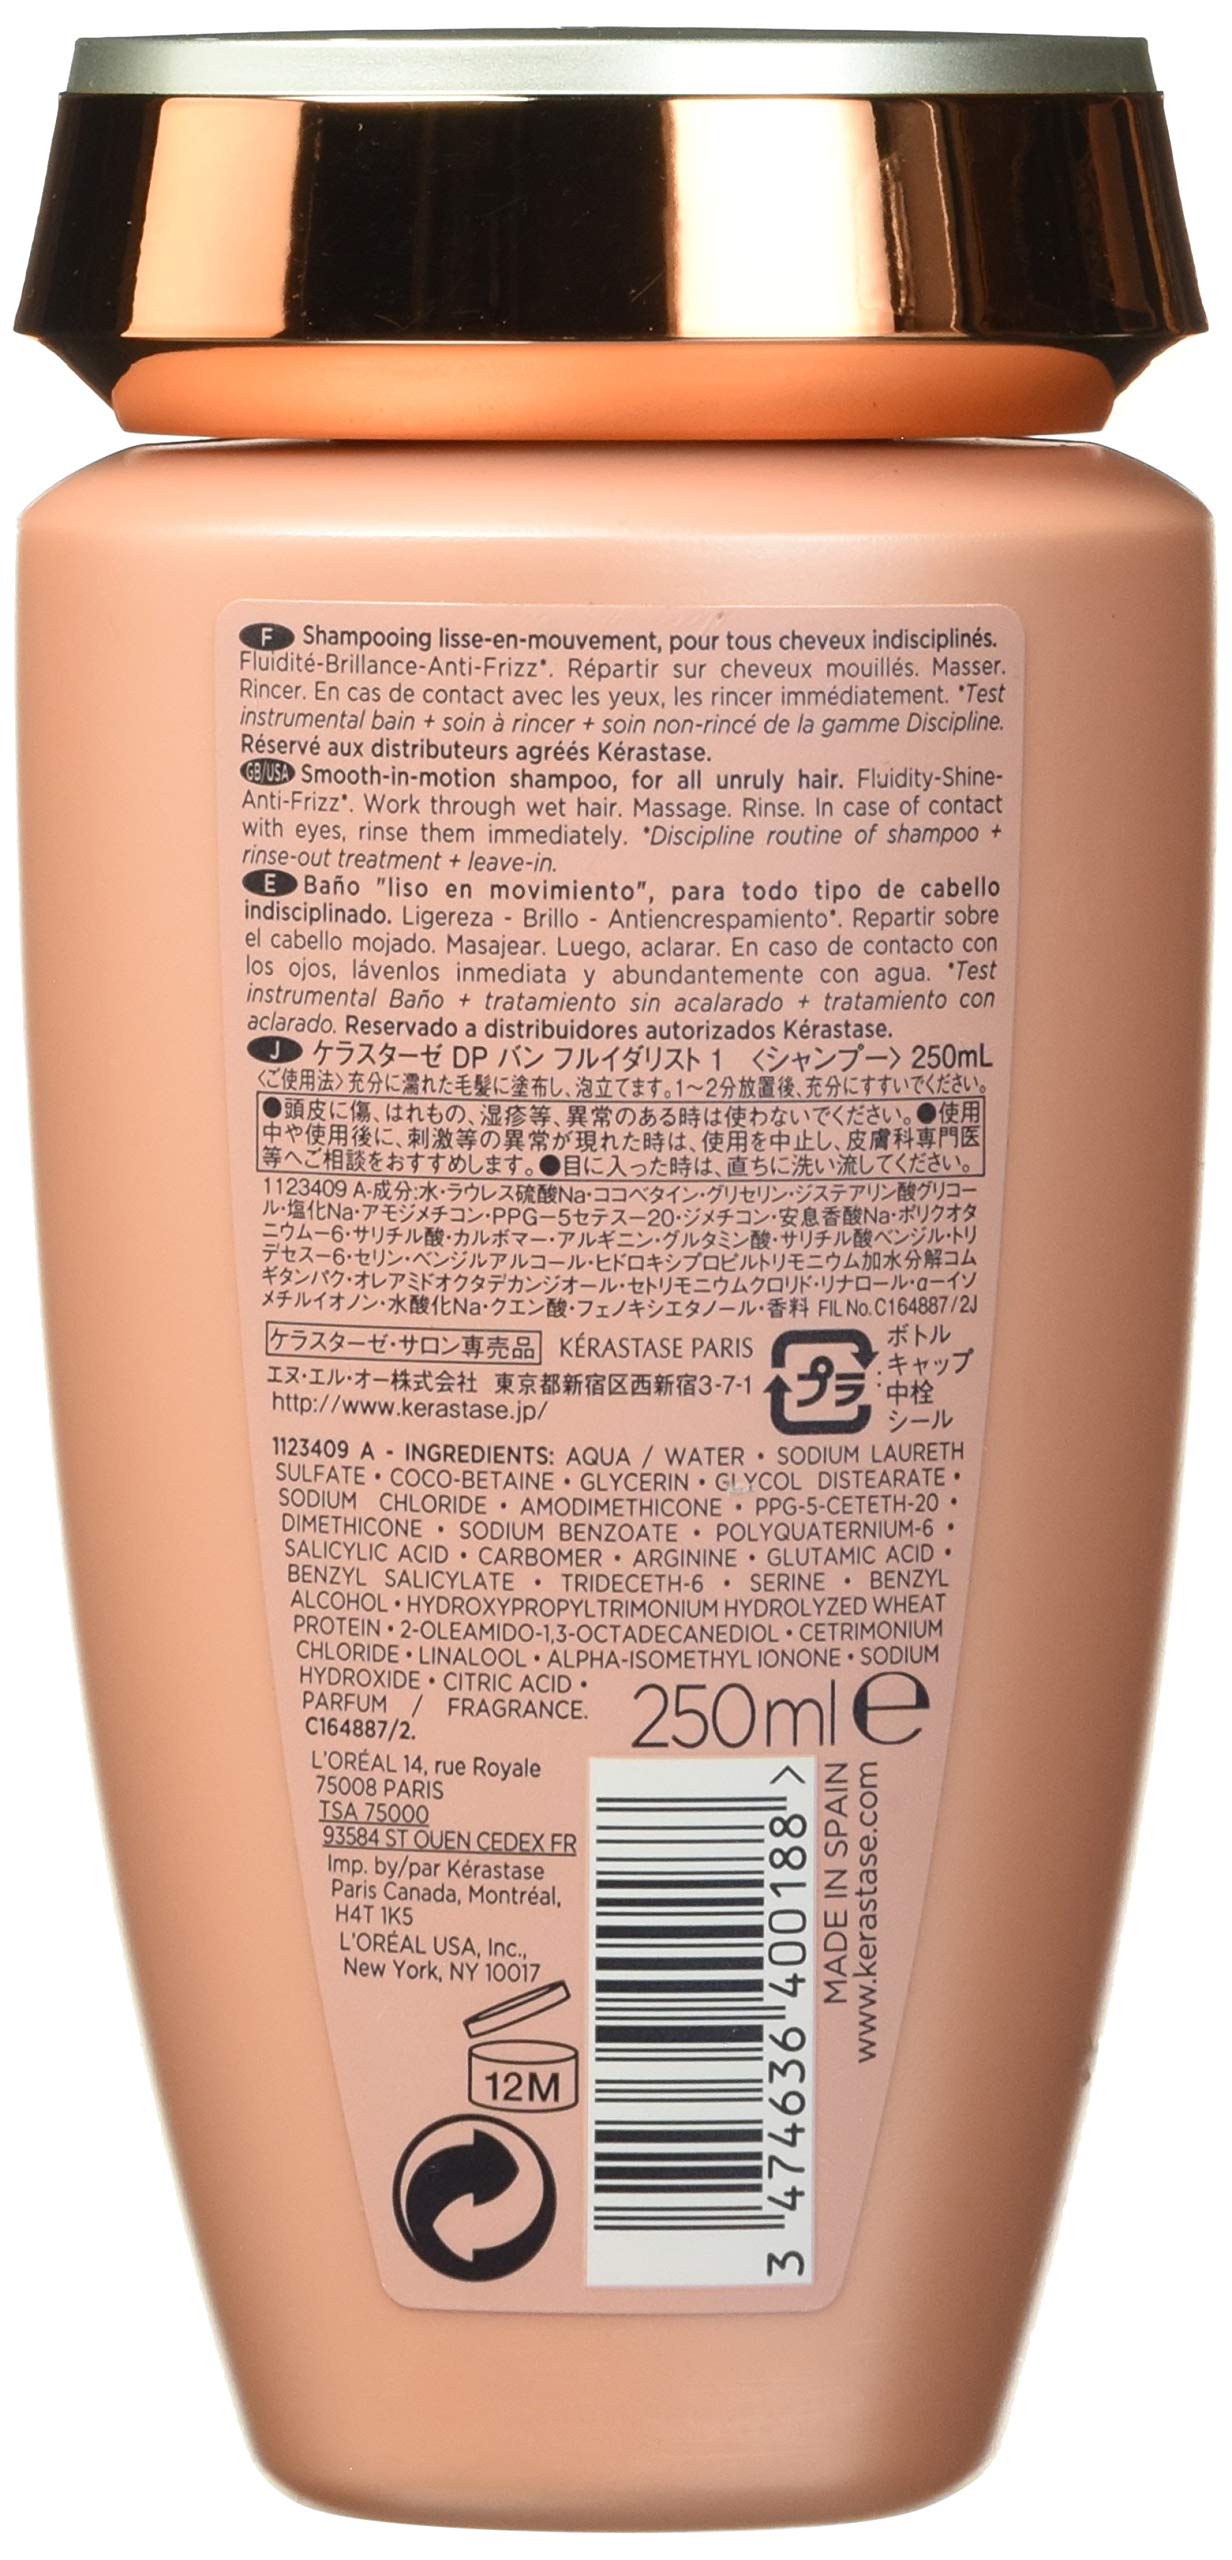 F Shampooing lisse-en-mouvement, pour tous cheveux indisciplinés.
Fluidité-Brillance-Anti-Frizz*. Répartir sur cheveux mouillés. Masser.
Rincer. En cas de contact avec les yeux, les rincer immédiatement. *Test
instrumental bain + soin à rincer + soin non-rincé de la gamme Discipline.
Réservé aux distributeurs agréés Kérastase.
GB/USA Smooth-in-motion shampoo, for all unruly hair. Fluidity-Shine-
Anti-Frizz*. Work through wet hair. Massage. Rinse. In case of contact
with eyes, rinse them immediately. *Discipline routine of shampoo +
rinse-out treatment + leave-in.
E Baño "liso en movimiento", para todo tipo de cabello
indisciplinado. Ligereza - Brillo - Antiencrespamiento*. Repartir sobre
el cabello mojado. Masajear. Luego, aclarar. En caso de contacto con
los ojos, lávenlos inmediata y abundantemente con agua. *Test
instrumental Baño + tratamiento sin acalarado + tratamiento con
aclarado. Reservado a distribuidores autorizados Kérastase.
J ケラスターゼ DP バン フルイダリスト 1 〈シャンプー〉 250mL
〈ご使用法〉充分に濡れた毛髪に塗布し、泡立てます。1〜2分放置後、充分にすすいでください。
●頭皮に傷、はれもの、湿疹等、異常のある時は使わないでください。●使用
中や使用後に、刺激等の異常が現れた時は、使用を中止し、皮膚科専門医
等へご相談をおすすめします。●目に入った時は、直ちに洗い流してください。
1123409 A-成分:水・ラウレス硫酸Na・ココベタイン・グリセリン・ジステアリン酸グリコー
ル・塩化Na・アモジメチコン・PPG-5セテス-20・ジメチコン・安息香酸Na・ポリクオタ
ニウム-6・サリチル酸・カルボマー・アルギニン・グルタミン酸・サリチル酸ベンジル・トリ
デセス-6・セリン・ベンジルアルコール・ヒドロキシプロピルトリモニウム加水分解コム
ギタンパク・オレアミドオクタデカンジオール・セトリモニウムクロリド・リナロール・α-イソ
メチルイオノン・水酸化Na・クエン酸・フェノキシエタノール・香料 FIL No. C164887/2J
ケラスターゼ・サロン専売品 KÉRASTASE PARIS
エヌ・エル・オー株式会社 東京都新宿区西新宿3-7-1
http://www.kerastase.jp/
プラ
: ボトル
キャップ
中栓
シール
1123409 A - INGREDIENTS: AQUA / WATER • SODIUM LAURETH
SULFATE • COCO-BETAINE • GLYCERIN • GLYCOL DISTEARATE •
SODIUM CHLORIDE • AMODIMETHICONE • PPG-5-CETETH-20 •
DIMETHICONE • SODIUM BENZOATE • POLYQUATERNIUM-6 •
SALICYLIC ACID • CARBOMER • ARGININE • GLUTAMIC ACID •
BENZYL SALICYLATE • TRIDECETH-6 • SERINE • BENZYL
ALCOHOL • HYDROXYPROPYLTRIMONIUM HYDROLYZED WHEAT
PROTEIN • 2-OLEAMIDO-1,3-OCTADECANEDIOL • CETRIMONIUM
CHLORIDE • LINALOOL • ALPHA-ISOMETHYL IONONE • SODIUM
HYDROXIDE • CITRIC ACID •
PARFUM / FRAGRANCE.
C164887/2.
250ml e
L'ORÉAL 14, rue Royale
75008 PARIS
TSA 75000
93584 ST OUEN CEDEX FR
Imp. by/par Kérastase
Paris Canada, Montréal,
H4T 1K5
L'ORÉAL USA, Inc.,
New York, NY 10017
12M
3 474636 400188 >
MADE IN SPAIN
www.kerastase.com